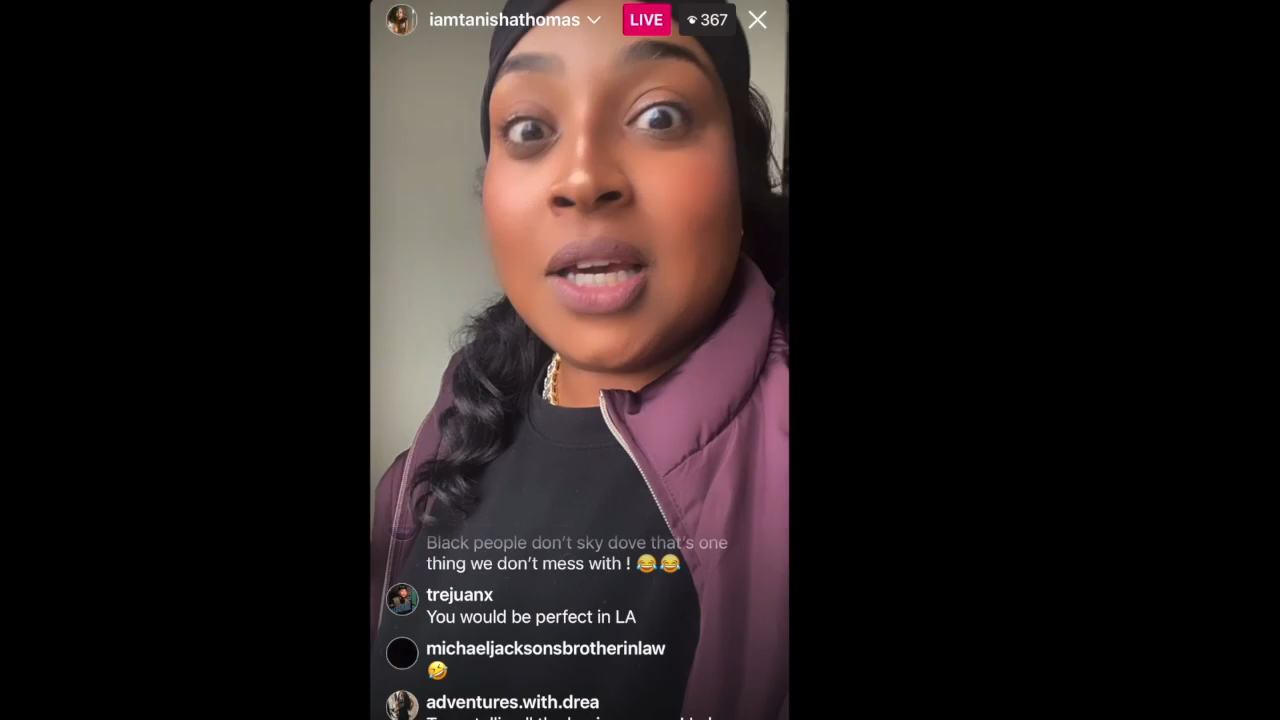 iamtanishathomas
LIVE
367
Black people don't sky dove that's one
thing we don't mess with ! 😂😂
trejuanx
You would be perfect in LA
michaeljacksonsbrotherinlaw
🤣
adventures.with.drea